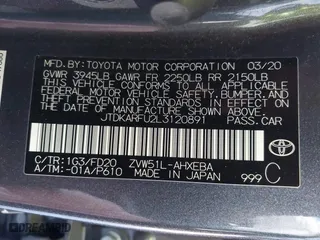 MFD. BY: TOYOTA MOTOR CORPORATION 03/20
GVWR 3945LB GAWR FR 2250LB RR 2150LB
THIS VEHICLE CONFORMS TO ALL APPLICABLE FEDERAL
MOTOR VEHICLE SAFETY, BUMPER, AND THEFT PREVENTION
STANDARDS IN EFFECT ON THE DATE OF
MANUFACTURE SHOWN ABOVE.
JTDKARFU2L3120891
PASS. CAR
C/TR: 1G3/FD20 ZVW51L-AHXEBA
A/TM: -01A/P610 MADE IN JAPAN 999 C
TOYOTA